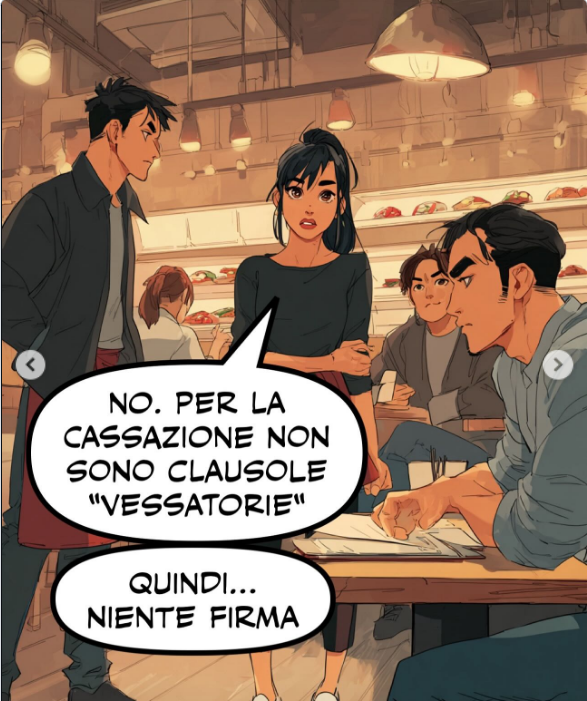 NO. PER LA
CASSAZIONE NON
SONO CLAUSOLE
"VESSATORIE"
QUINDI...
NIENTE FIRMA